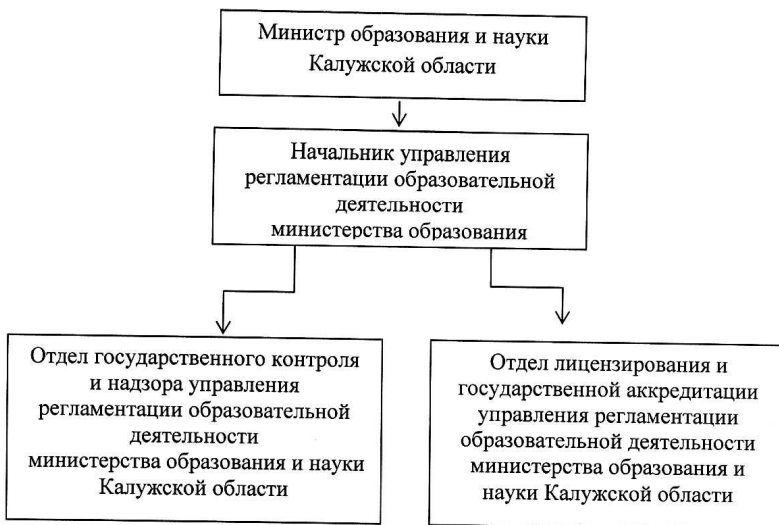 Министр образования и науки
Калужской области
Начальник управления
регламентации образовательной
деятельности
министерства образования
Отдел государственного контроля
и надзора управления
регламентации образовательной
деятельности
министерства образования и науки
Калужской области
Отдел лицензирования и
государственной аккредитации
управления регламентации
образовательной деятельности
министерства образования и
науки Калужской области